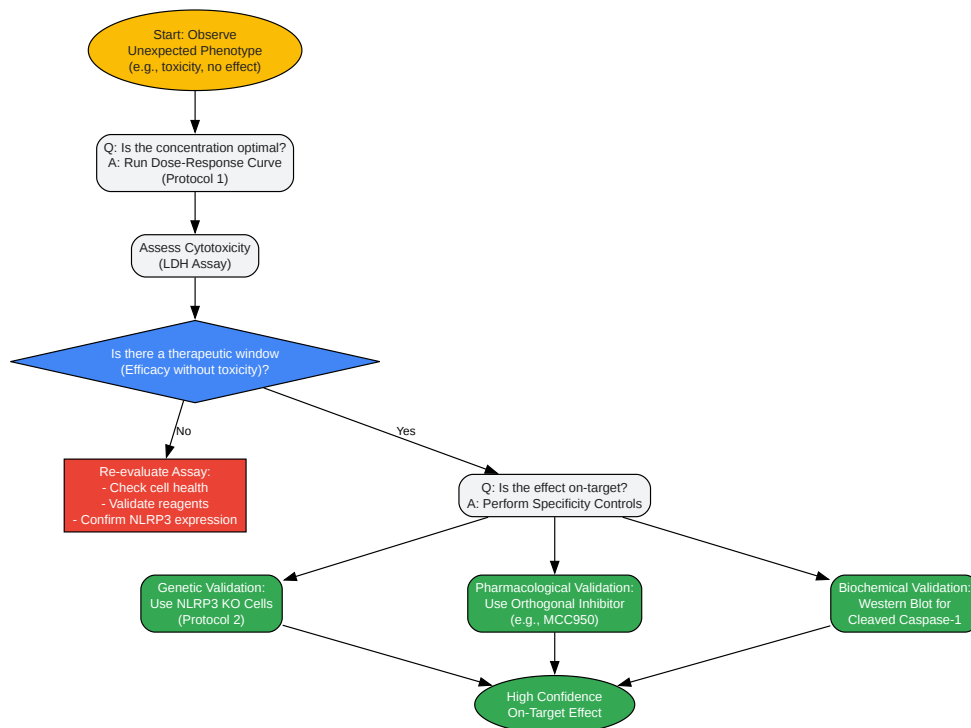 Start: Observe
Unexpected Phenotype
(e.g., toxicity, no effect)
Q: Is the concentration optimal?
A: Run Dose-Response Curve
(Protocol 1)
Assess Cytotoxicity
(LDH Assay)
Is there a therapeutic window
(Efficacy without toxicity)?
No
Yes
Re-evaluate Assay:
- Check cell health
- Validate reagents
- Confirm NLRP3 expression
Q: Is the effect on-target?
A: Perform Specificity Controls
Genetic Validation:
Use NLRP3 KO Cells
(Protocol 2)
Pharmacological Validation:
Use Orthogonal Inhibitor
(e.g., MCC950)
Biochemical Validation:
Western Blot for
Cleaved Caspase-1
High Confidence
On-Target Effect